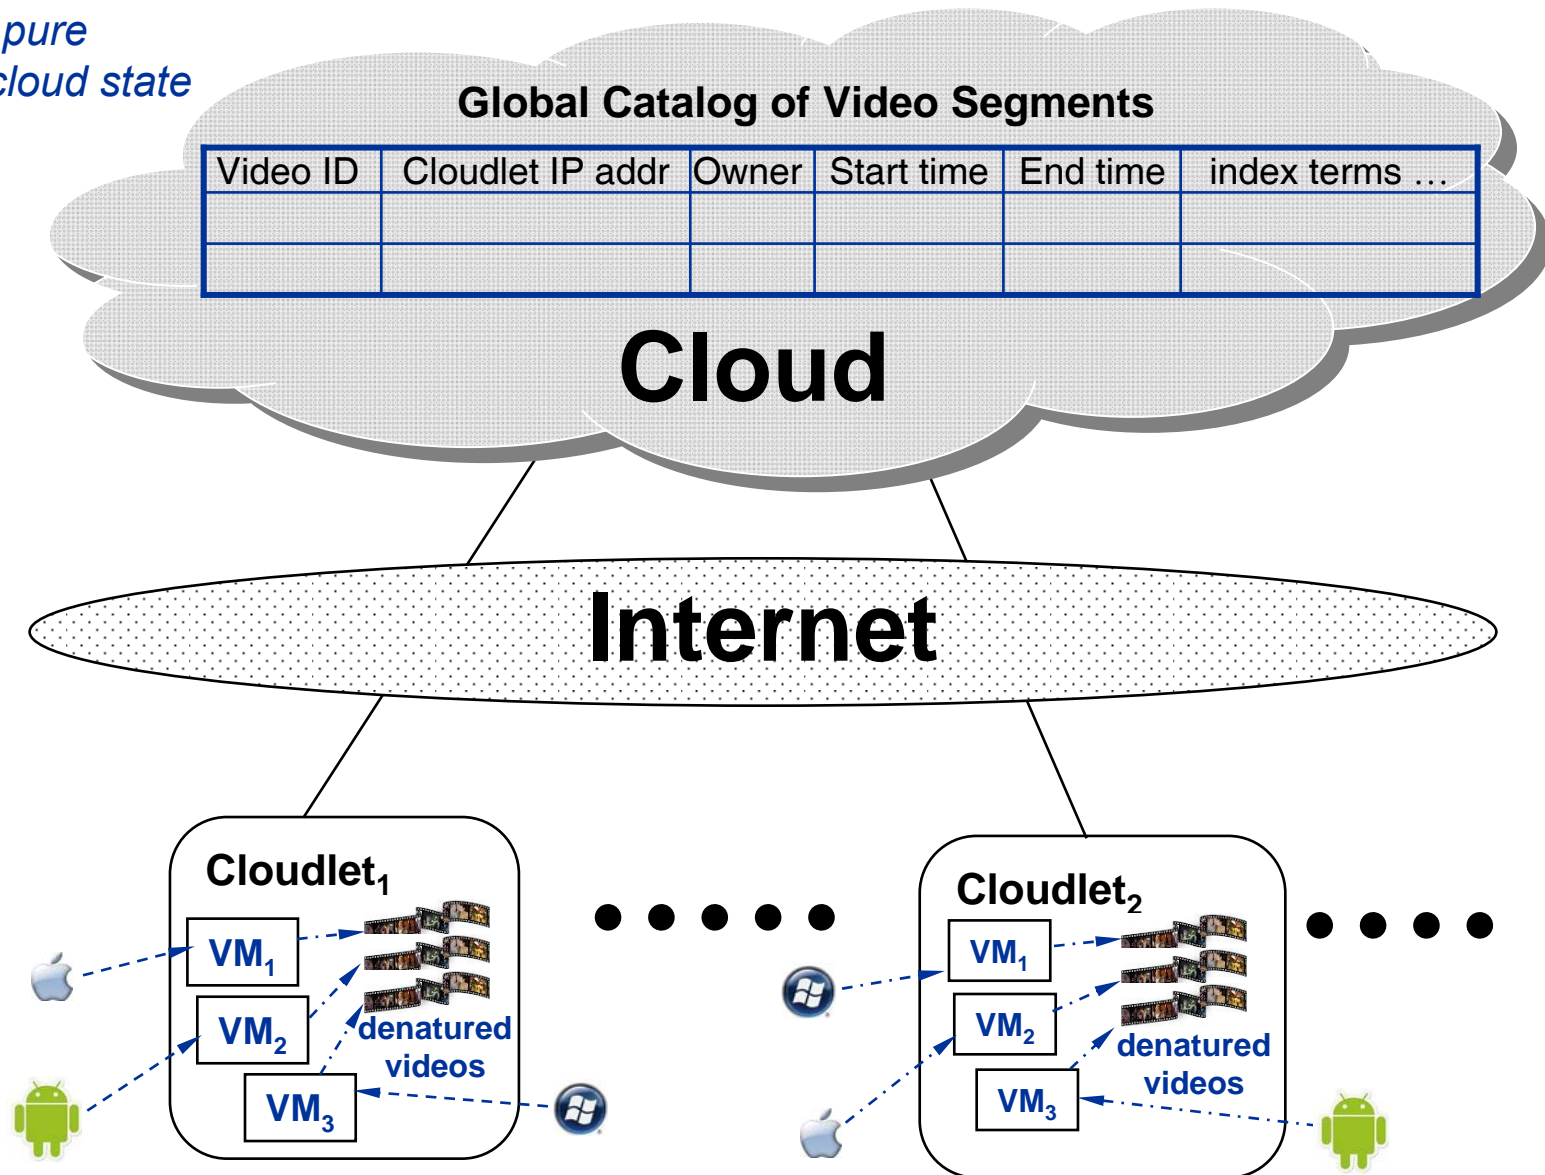 pure
cloud state
Global Catalog of Video Segments
Video ID Cloudlet IP addr Owner Start time End time index terms …
Cloud
Internet
Cloudlet1
VM1
VM2
VM3
denatured
videos
Cloudlet2
VM1
VM2
VM3
denatured
videos